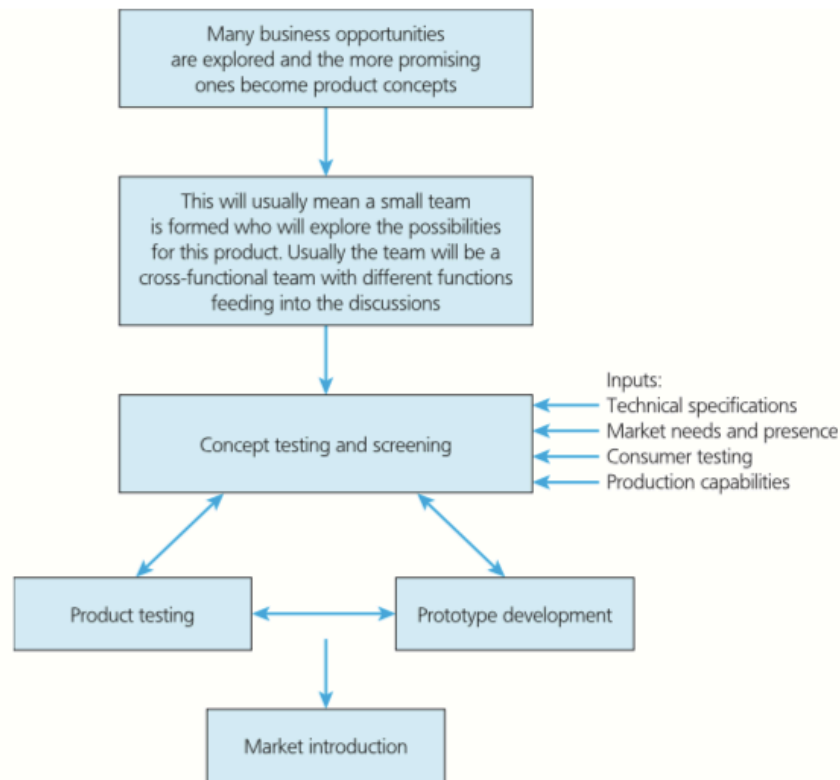 Many business opportunities
are explored and the more promising
ones become product concepts
This will usually mean a small team
is formed who will explore the possibilities
for this product. Usually the team will be a
cross-functional team with different functions
feeding into the discussions
Concept testing and screening
Inputs:
Technical specifications
Market needs and presence
Consumer testing
Production capabilities
Product testing
Prototype development
Market introduction